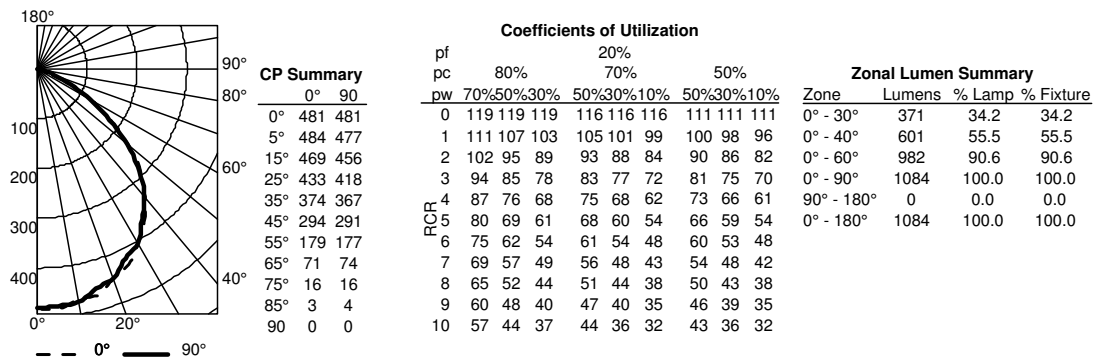 180°
90°
80°
60°
40°
20°
0°
100
200
300
400
0° 90°
CP Summary
0° 90
0° 481 481
5° 484 477
15° 469 456
25° 433 418
35° 374 367
45° 294 291
55° 179 177
65° 71 74
75° 16 16
85° 3 4
90 0 0
Coefficients of Utilization
pf 20%
pc 80% 70% 50%
pw 70%50%30% 50%30%10% 50%30%10%
RCR
0 119 119 119 116 116 116 111 111 111
1 111 107 103 105 101 99 100 98 96
2 102 95 89 93 88 84 90 86 82
3 94 85 78 83 77 72 81 75 70
4 87 76 68 75 68 62 73 66 61
5 80 69 61 68 60 54 66 59 54
6 75 62 54 61 54 48 60 53 48
7 69 57 49 56 48 43 54 48 42
8 65 52 44 51 44 38 50 43 38
9 60 48 40 47 40 35 46 39 35
10 57 44 37 44 36 32 43 36 32
Zonal Lumen Summary
Zone Lumens % Lamp % Fixture
0° - 30° 371 34.2 34.2
0° - 40° 601 55.5 55.5
0° - 60° 982 90.6 90.6
0° - 90° 1084 100.0 100.0
90° - 180° 0 0.0 0.0
0° - 180° 1084 100.0 100.0